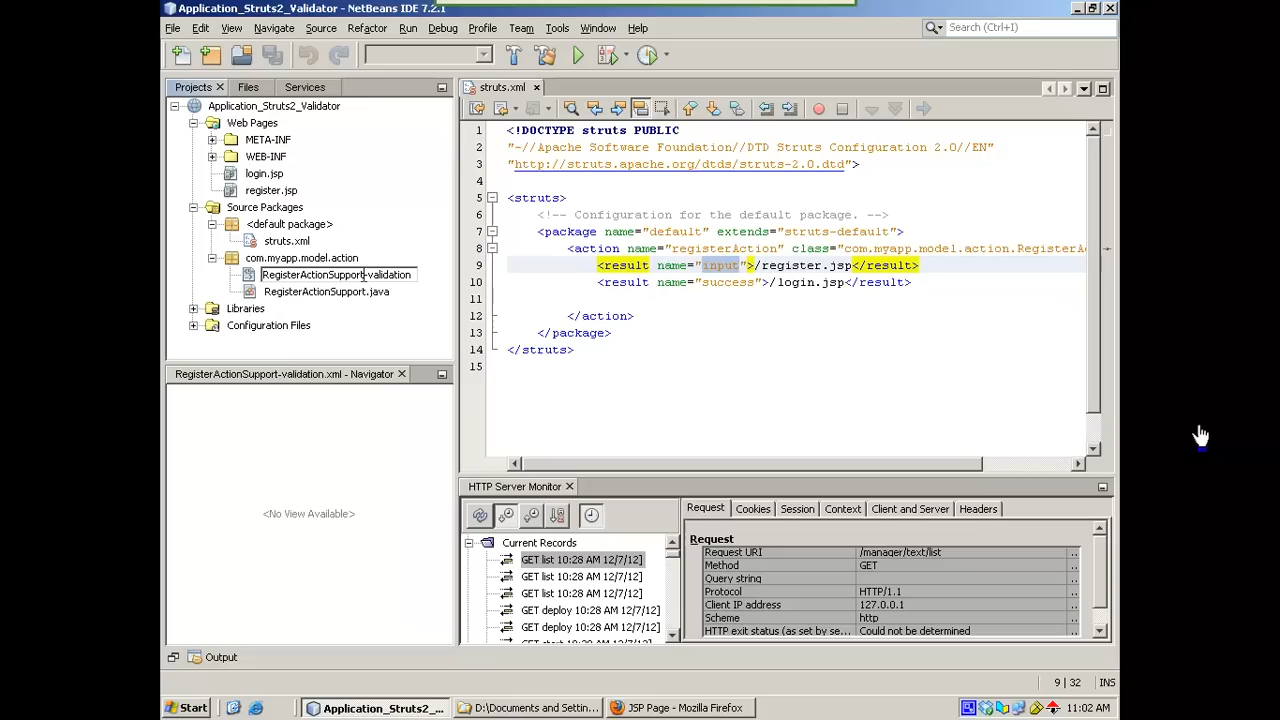 Application_Struts2_Validator - NetBeans IDE 7.2.1
File Edit View Navigate Source Refactor Run Debug Profile Team Tools Window Help
Search (Ctrl+I)
Projects Files Services
Application_Struts2_Validator
Web Pages
META-INF
WEB-INF
login.jsp
register.jsp
Source Packages
<default package>
struts.xml
com.myapp.model.action
RegisterActionSupport-validation
RegisterActionSupport.java
Libraries
Configuration Files
RegisterActionSupport-validation.xml - Navigator
<No View Available>
struts.xml
1 <!DOCTYPE struts PUBLIC
2 "-//Apache Software Foundation//DTD Struts Configuration 2.0//EN"
3 "http://struts.apache.org/dtds/struts-2.0.dtd">
4
5 <struts>
6 <!-- Configuration for the default package. -->
7 <package name="default" extends="struts-default">
8 <action name="registerAction" class="com.myapp.model.action.RegisterA
9 <result name="input">/register.jsp</result>
10 <result name="success">/login.jsp</result>
11
12 </action>
13 </package>
14 </struts>
15
HTTP Server Monitor
Current Records
GET list 10:28 AM 12/7/12]
GET list 10:28 AM 12/7/12]
GET list 10:28 AM 12/7/12]
GET deploy 10:28 AM 12/7/12]
GET deploy 10:28 AM 12/7/12]
GET start 10:28 AM 12/7/12]
Request Cookies Session Context Client and Server Headers
Request
Request URI /manager/text/list ..
Method GET ..
Query string ..
Protocol HTTP/1.1 ..
Client IP address 127.0.0.1 ..
Scheme http ..
HTTP exit status (as set by se... Could not be determined ..
Output
9 | 32 INS
Start
Application_Struts2_...
D:\Documents and Settin...
JSP Page - Mozilla Firefox
11:02 AM